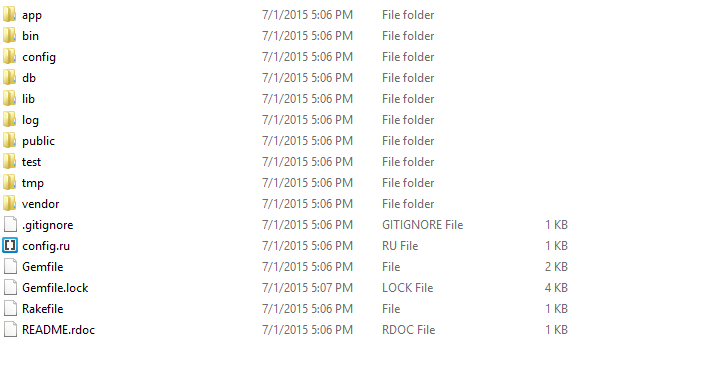 app 7/1/2015 5:06 PM File folder
bin 7/1/2015 5:06 PM File folder
config 7/1/2015 5:06 PM File folder
db 7/1/2015 5:06 PM File folder
lib 7/1/2015 5:06 PM File folder
log 7/1/2015 5:06 PM File folder
public 7/1/2015 5:06 PM File folder
test 7/1/2015 5:06 PM File folder
tmp 7/1/2015 5:06 PM File folder
vendor 7/1/2015 5:06 PM File folder
.gitignore 7/1/2015 5:06 PM GITIGNORE File 1 KB
config.ru 7/1/2015 5:06 PM RU File 1 KB
Gemfile 7/1/2015 5:06 PM File 2 KB
Gemfile.lock 7/1/2015 5:07 PM LOCK File 4 KB
Rakefile 7/1/2015 5:06 PM File 1 KB
README.rdoc 7/1/2015 5:06 PM RDOC File 1 KB